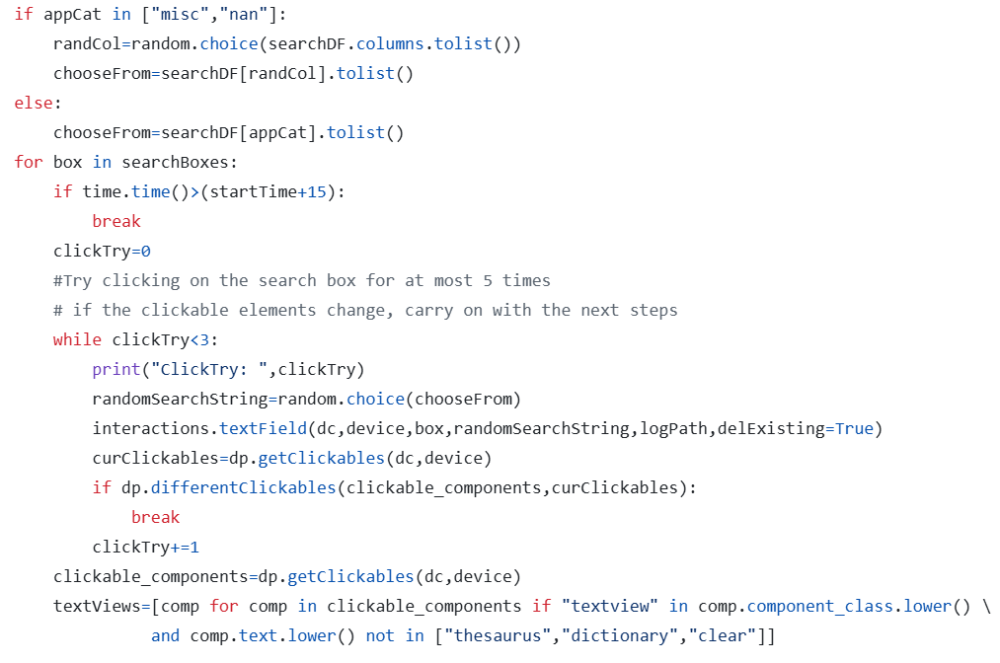 if appCat in ["misc","nan"]:
    randCol=random.choice(searchDF.columns.tolist())
    chooseFrom=searchDF[randCol].tolist()
else:
    chooseFrom=searchDF[appCat].tolist()
for box in searchBoxes:
    if time.time()>(startTime+15):
        break
    clickTry=0
    #Try clicking on the search box for at most 5 times
    # if the clickable elements change, carry on with the next steps
    while clickTry<3:
        print("ClickTry: ",clickTry)
        randomSearchString=random.choice(chooseFrom)
        interactions.textField(dc,device,box,randomSearchString,logPath,delExisting=True)
        curClickables=dp.getClickables(dc,device)
        if dp.differentClickables(clickable_components,curClickables):
            break
        clickTry+=1
    clickable_components=dp.getClickables(dc,device)
    textViews=[comp for comp in clickable_components if "textview" in comp.component_class.lower() \
              and comp.text.lower() not in ["thesaurus","dictionary","clear"]]